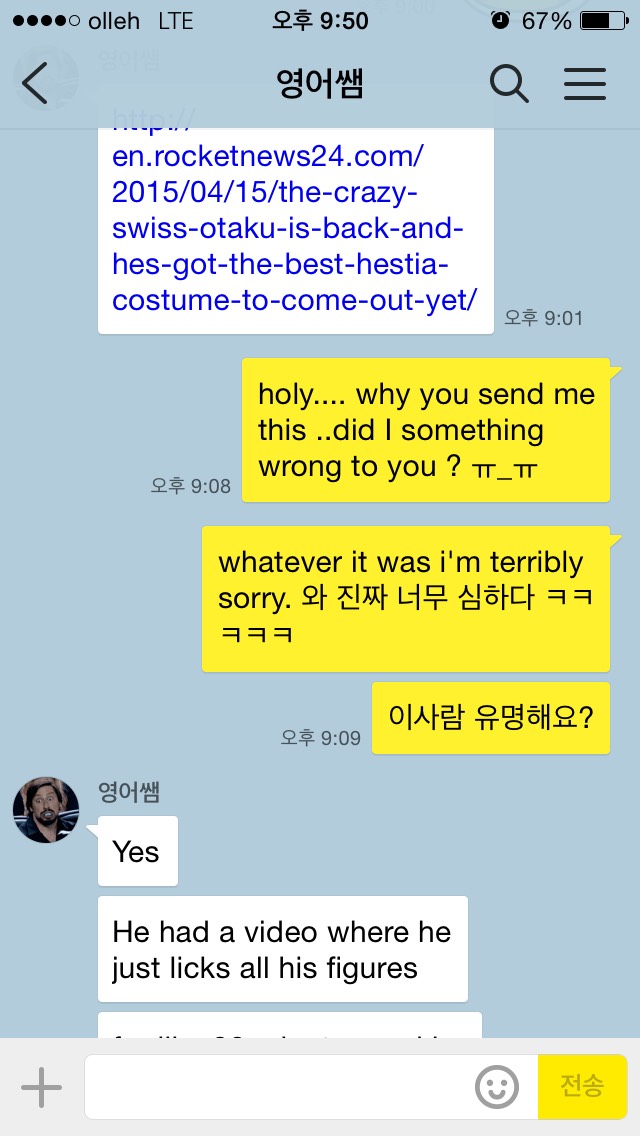 olleh LTE 오후 9:50 67%
영어쌤
http://
en.rocketnews24.com/
2015/04/15/the-crazy-
swiss-otaku-is-back-and-
hes-got-the-best-hestia-
costume-to-come-out-yet/
오후 9:01
holy.... why you send me
this ..did I something
wrong to you ? ㅠ_ㅠ
오후 9:08
whatever it was i'm terribly
sorry. 와 진짜 너무 심하다 ㅋㅋ
ㅋㅋㅋ
이사람 유명해요?
오후 9:09
영어쌤
Yes
He had a video where he
just licks all his figures
전송